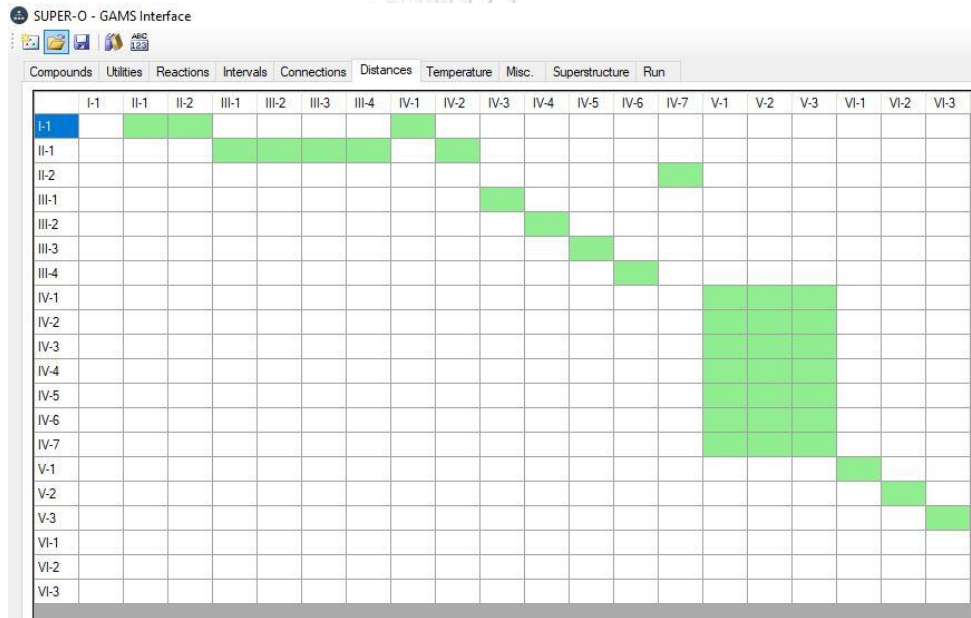 SUPER-O - GAMS Interface
ABC
123
Compounds Utilities Reactions Intervals Connections Distances Temperature Misc. Superstructure Run
I-1 II-1 II-2 III-1 III-2 III-3 III-4 IV-1 IV-2 IV-3 IV-4 IV-5 IV-6 IV-7 V-1 V-2 V-3 VI-1 VI-2 VI-3
I-1
II-1
II-2
III-1
III-2
III-3
III-4
IV-1
IV-2
IV-3
IV-4
IV-5
IV-6
IV-7
V-1
V-2
V-3
VI-1
VI-2
VI-3